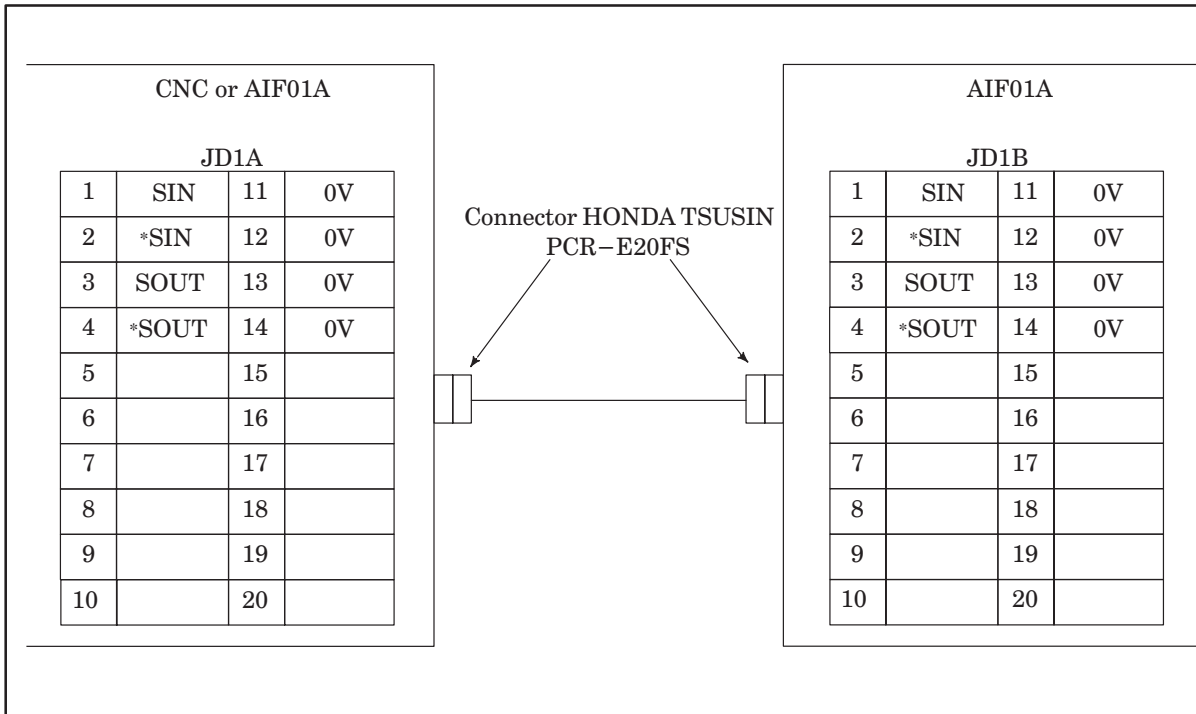 CNC or AIF01A
JD1A
1 SIN 11 0V
2 *SIN 12 0V
3 SOUT 13 0V
4 *SOUT 14 0V
5 15
6 16
7 17
8 18
9 19
10 20
Connector HONDA TSUSIN
PCR−E20FS
AIF01A
JD1B
1 SIN 11 0V
2 *SIN 12 0V
3 SOUT 13 0V
4 *SOUT 14 0V
5 15
6 16
7 17
8 18
9 19
10 20